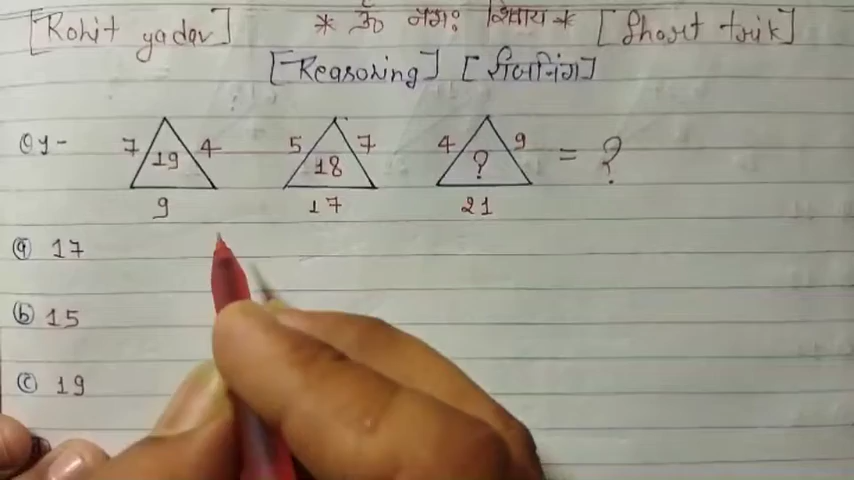 [Rohit yadav] * ॐ नमः शिवाय * [Short trik]
[Reasoning] [रीजनिंग]
Q1- 7 19 4 5 18 7 4 ? 9 = ?
9 17 21
(a) 17
(b) 15
(c) 19